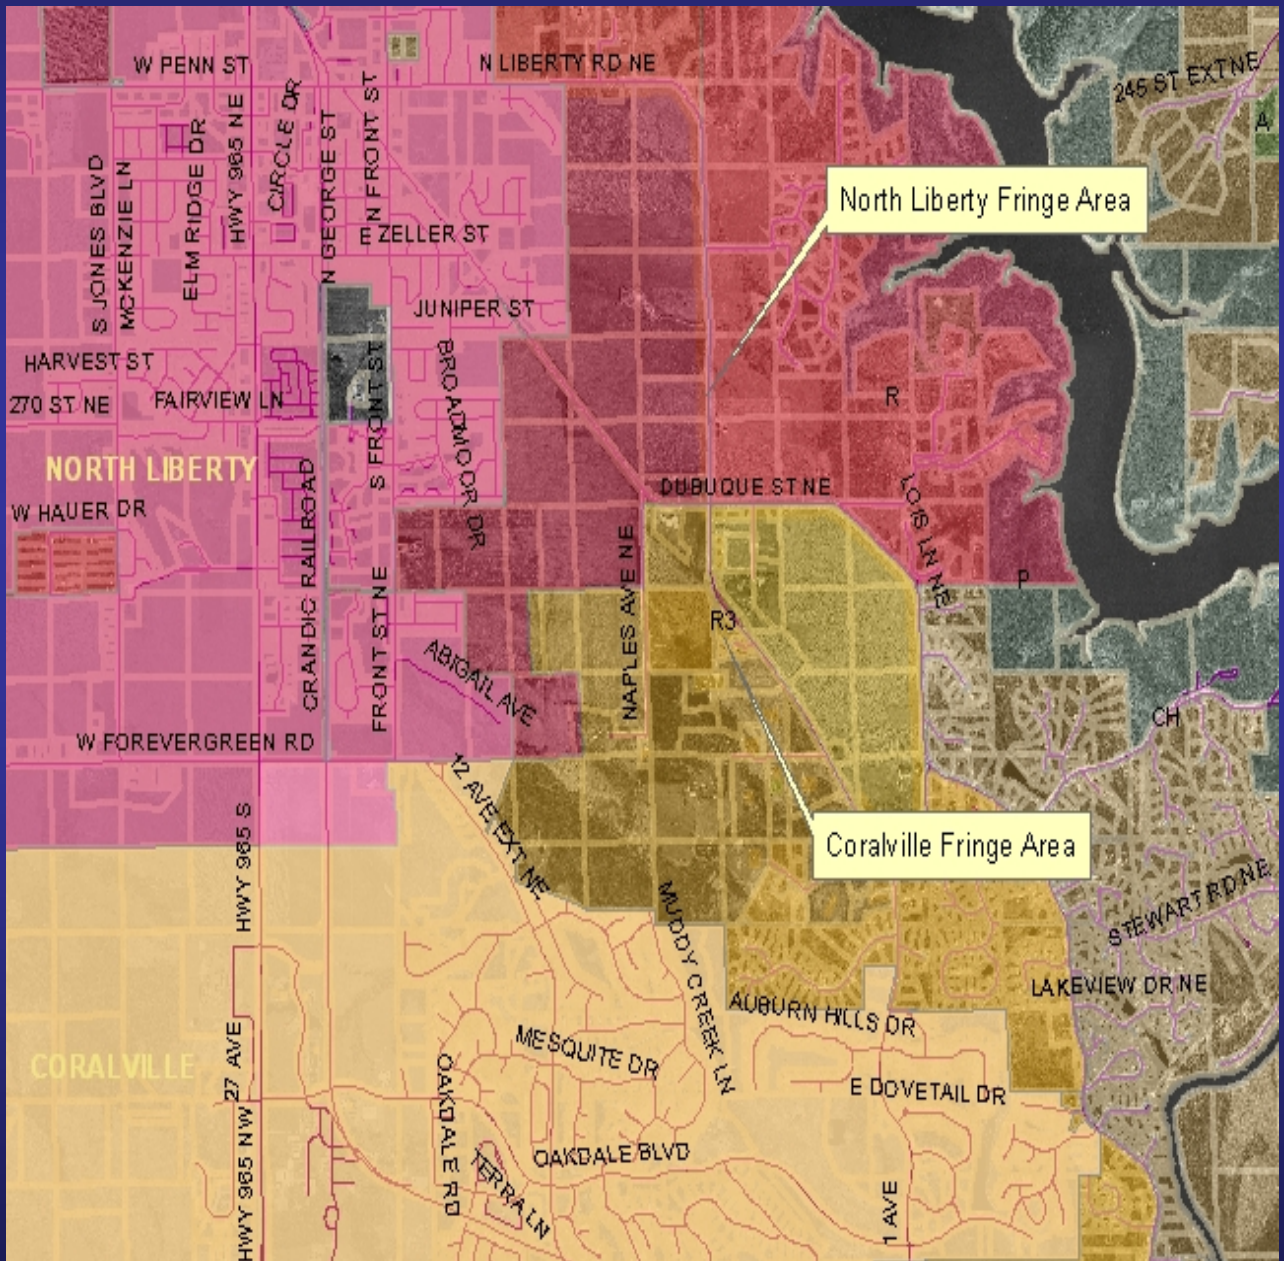 W PENN ST
N LIBERTY RD NE
245 ST EXT NE
A
S JONES BLVD
MCKENZIE LN
ELM RIDGE DR
HWY 965 NE
CIRCLE DR
N GEORGE ST
E N FRONT ST
North Liberty Fringe Area
E ZELLER ST
JUNIPER ST
HARVEST ST
270 ST NE
FAIRVIEW LN
S FRONT ST
BROADMOOR DR
R
NORTH LIBERTY
W HAUER DR
CRANDIC RAILROAD
DUBUQUE ST NE
LOIS LN NE
P
FRONT ST NE
NAPLES AVE NE
R3
ABIGAIL AVE
CH
W FOREVERGREEN RD
12 AVE EXT NE
HWY 965 S
Coralville Fringe Area
MUDDY CREEK LN
STEWART RD NE
LAKEVIEW DR NE
AUBURN HILLS DR
MESQUITE DR
CORALVILLE
27 AVE
E DOVETAIL DR
OAKDALE RD
OAKDALE BLVD
TERRA LN
HWY 965 NW
1 AVE